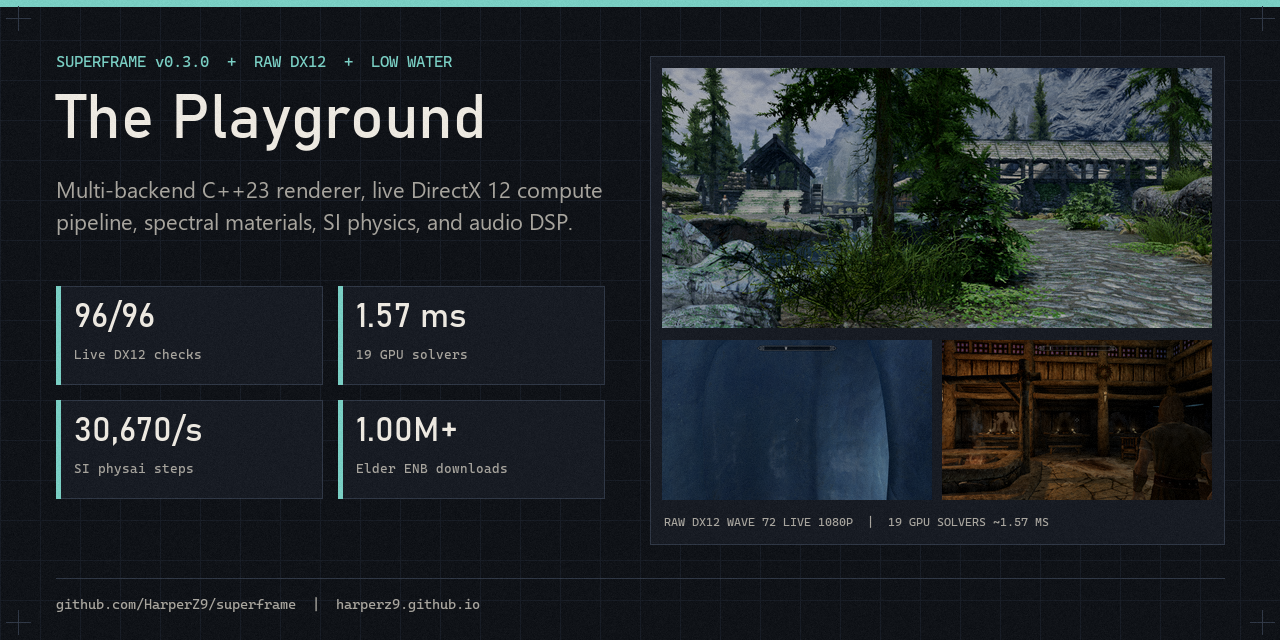 SUPERFRAME v0.3.0 + RAW DX12 + LOW WATER
The Playground
Multi-backend C++23 renderer, live DirectX 12 compute
pipeline, spectral materials, SI physics, and audio DSP.
96/96
Live DX12 checks
1.57 ms
19 GPU solvers
30,670/s
SI physai steps
1.00M+
Elder ENB downloads
RAW DX12 WAVE 72 LIVE 1080P | 19 GPU SOLVERS ~1.57 MS
github.com/HarperZ9/superframe | harperz9.github.io